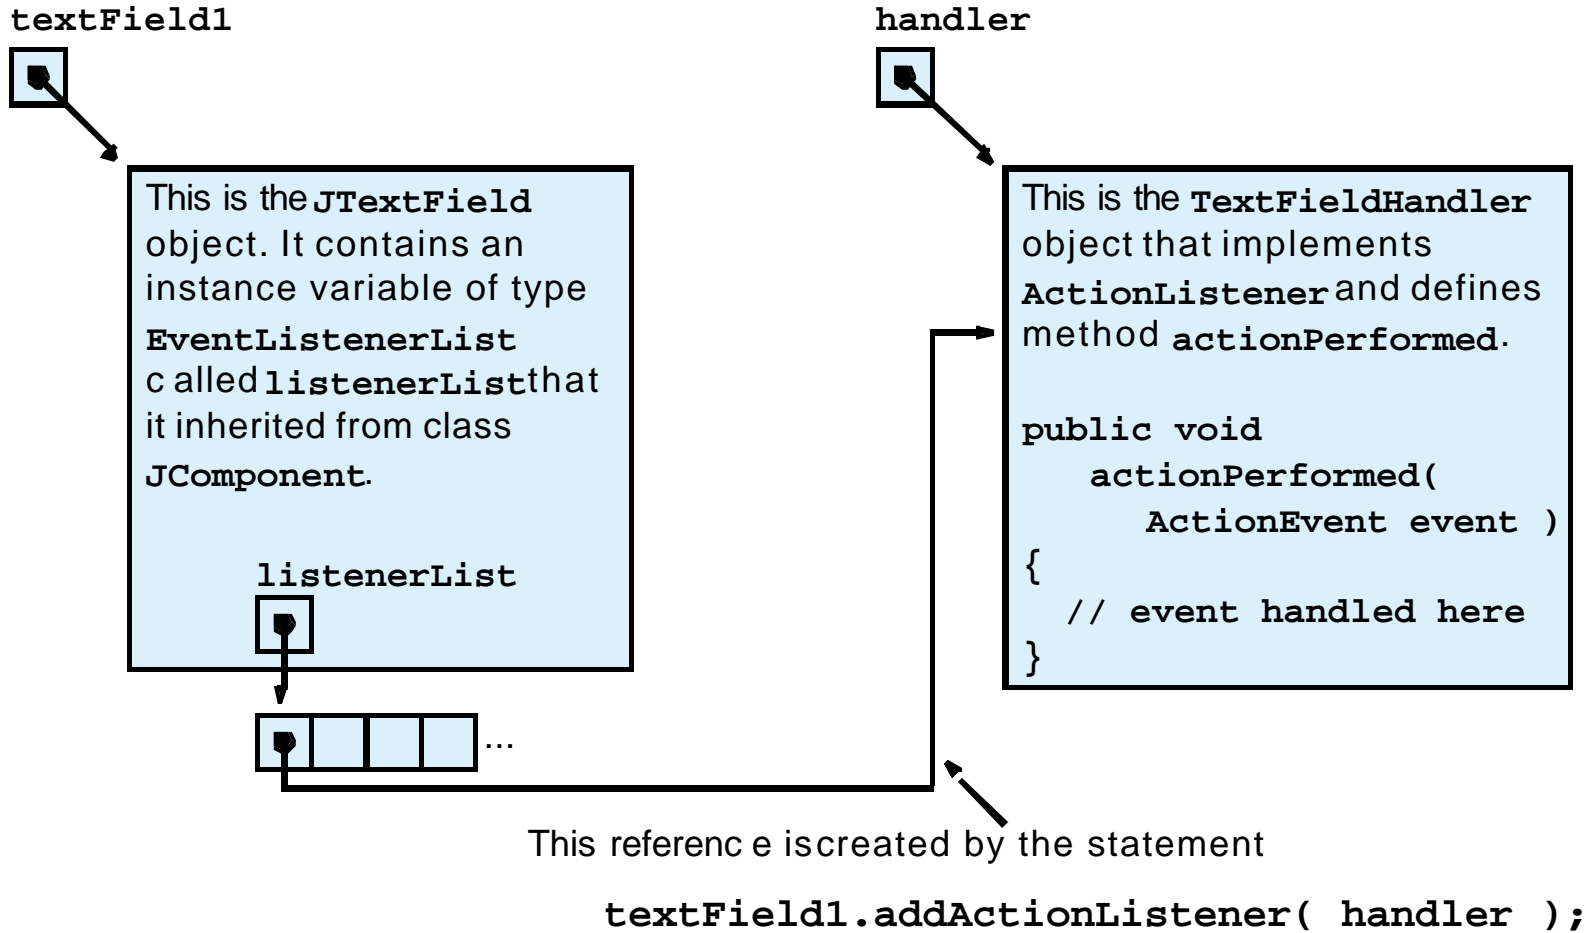 textField1
handler
This is the JTextField
object. It contains an
instance variable of type
EventListenerList
called listenerList that
it inherited from class
JComponent.
listenerList
...
This is the TextFieldHandler
object that implements
ActionListener and defines
method actionPerformed.
public void
actionPerformed(
ActionEvent event )
{
// event handled here
}
This reference is created by the statement
textField1.addActionListener( handler );